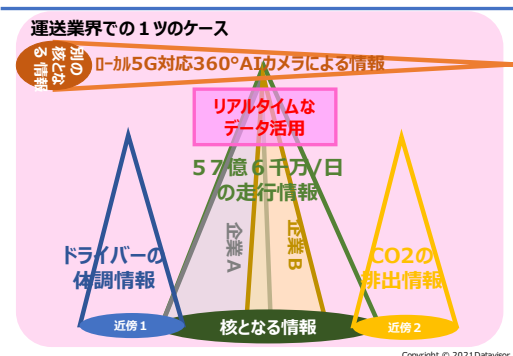 運送業界での１ツのケース
別の核となる情報
ﾛｰｶﾙ5G対応360°AIカメラによる情報
リアルタイムな
データ活用
５７億６千万/日
の走行情報
企業A
企業B
ドライバーの
体調情報
CO2の
排出情報
近傍１
核となる情報
近傍２
Copyright © 2021Datavisor